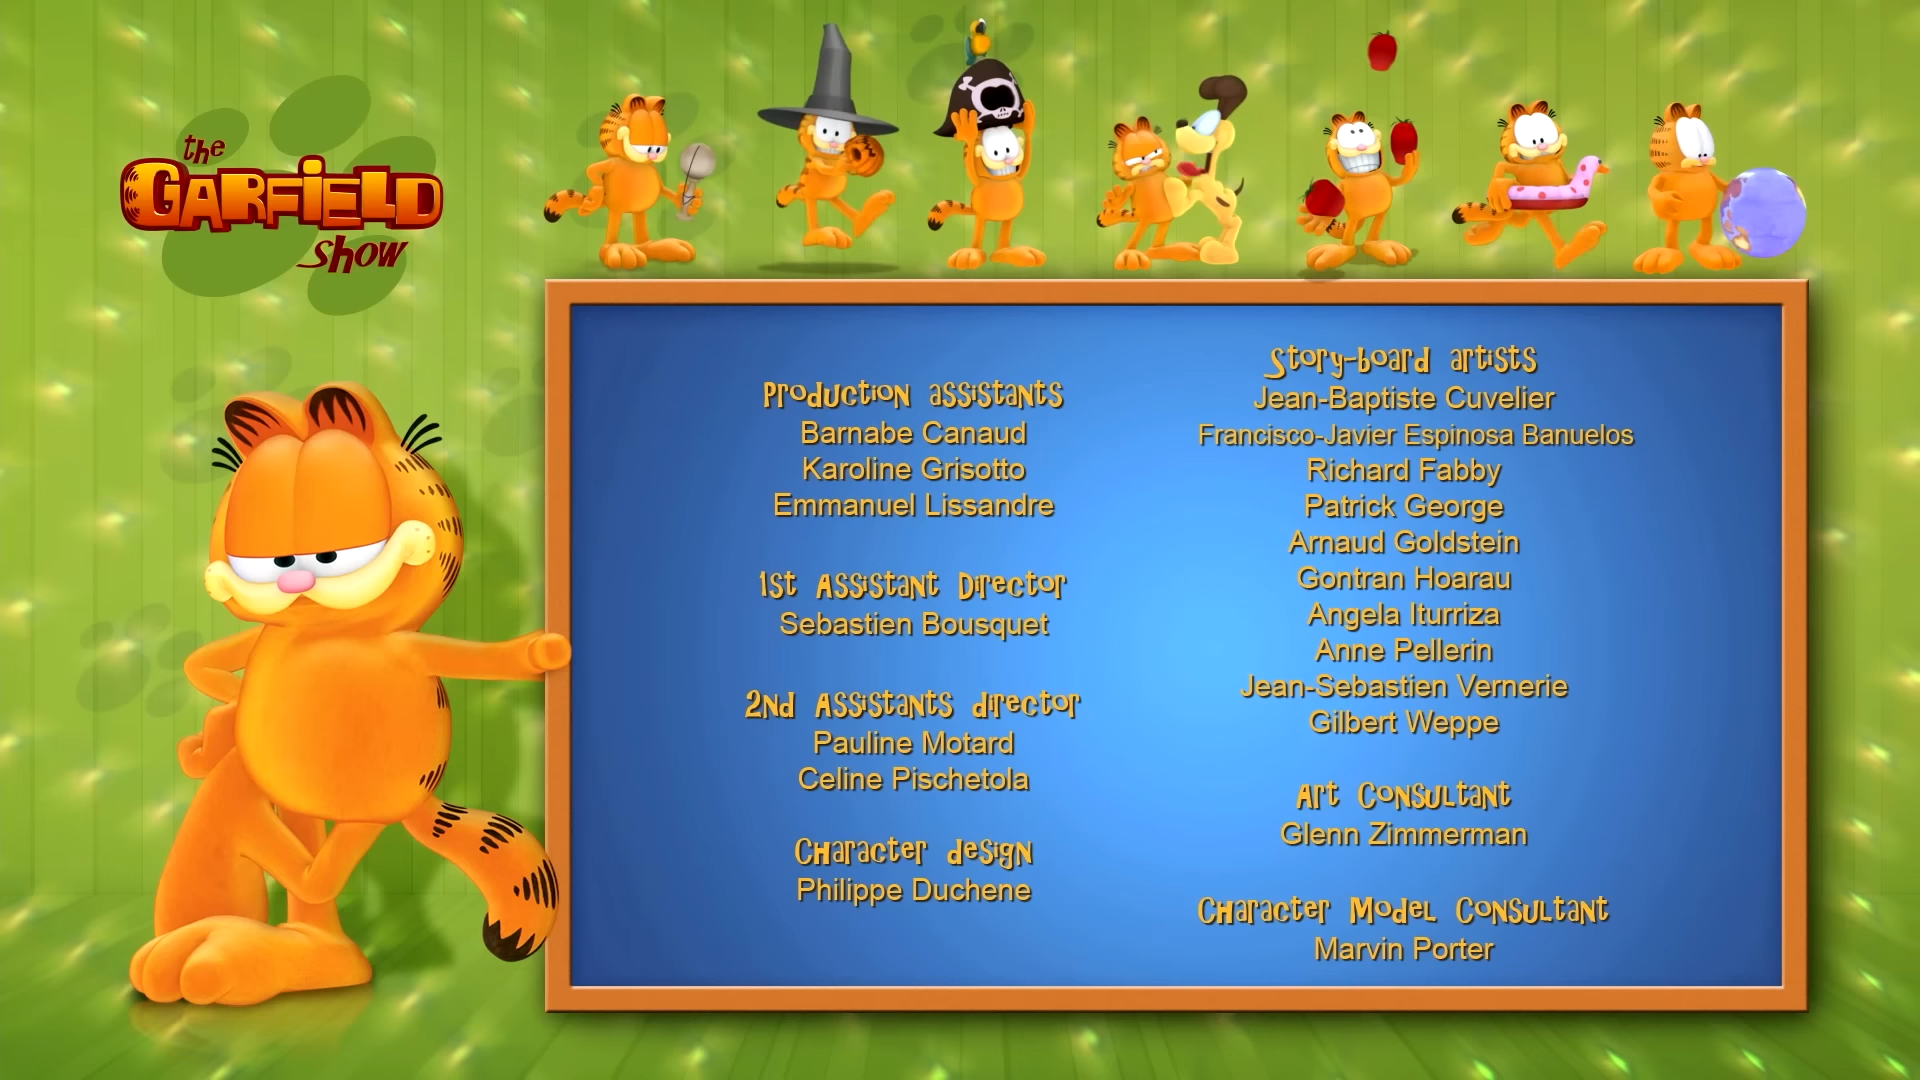 the
GARFiELD
show
Production assistants
Barnabe Canaud
Karoline Grisotto
Emmanuel Lissandre
1st Assistant Director
Sebastien Bousquet
2nd Assistants director
Pauline Motard
Celine Pischetola
Character design
Philippe Duchene
Story-board artists
Jean-Baptiste Cuvelier
Francisco-Javier Espinosa Banuelos
Richard Fabby
Patrick George
Arnaud Goldstein
Gontran Hoarau
Angela Iturriza
Anne Pellerin
Jean-Sebastien Vernerie
Gilbert Weppe
Art Consultant
Glenn Zimmerman
Character Model Consultant
Marvin Porter